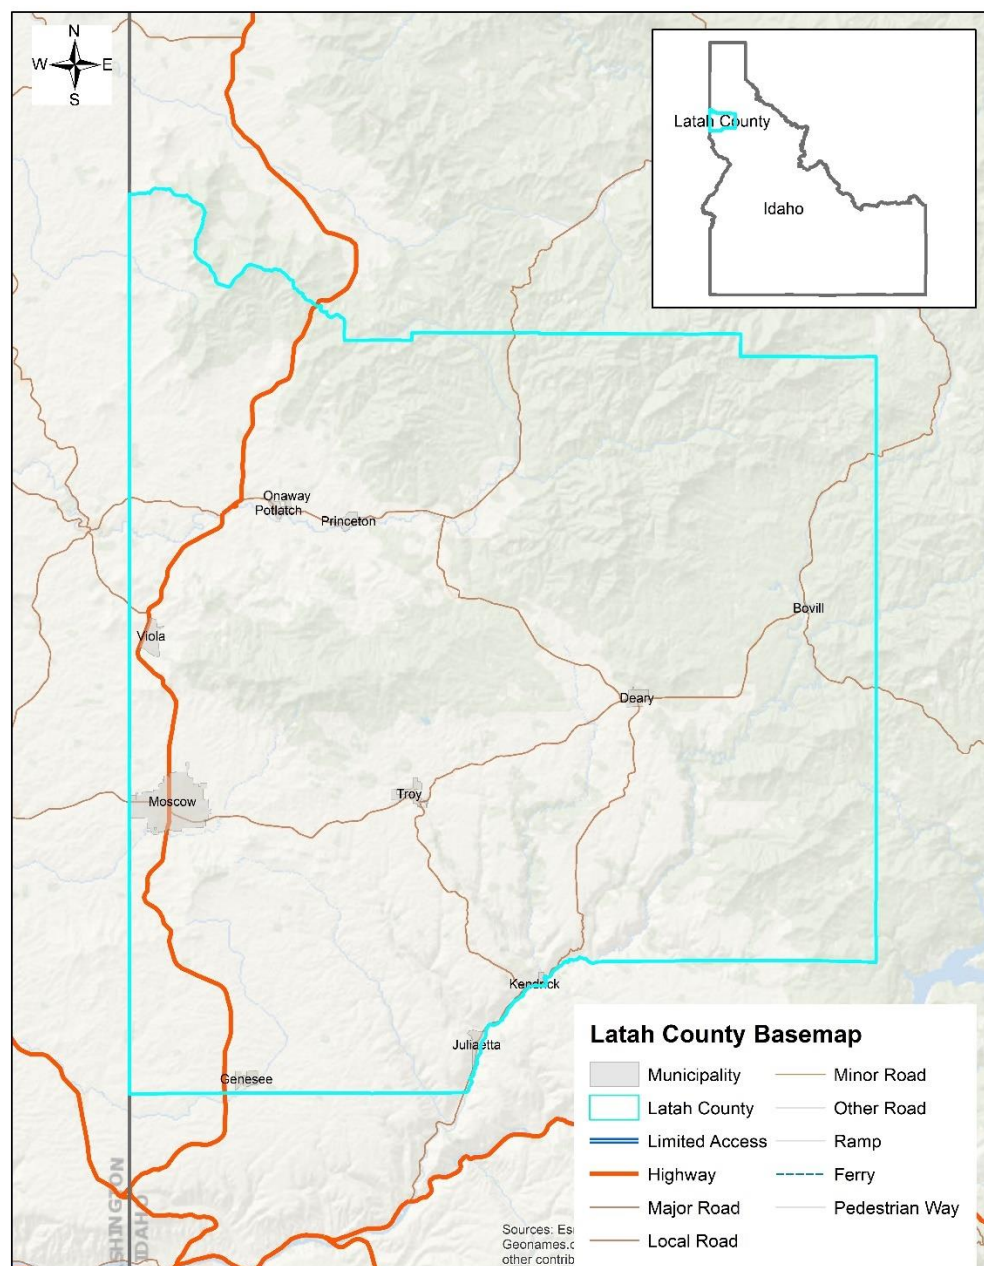 N
W E
S
Latah County
Idaho
Onaway
Potlatch
Princeton
Viola
Bovill
Deary
Moscow
Troy
Kendrick
Juliaetta
Genesee
Latah County Basemap
Municipality
Latah County
Limited Access
Highway
Major Road
Local Road
Minor Road
Other Road
Ramp
Ferry
Pedestrian Way
SHINGTON
IDAHO
Sources: Es
Geonames.
other contrib